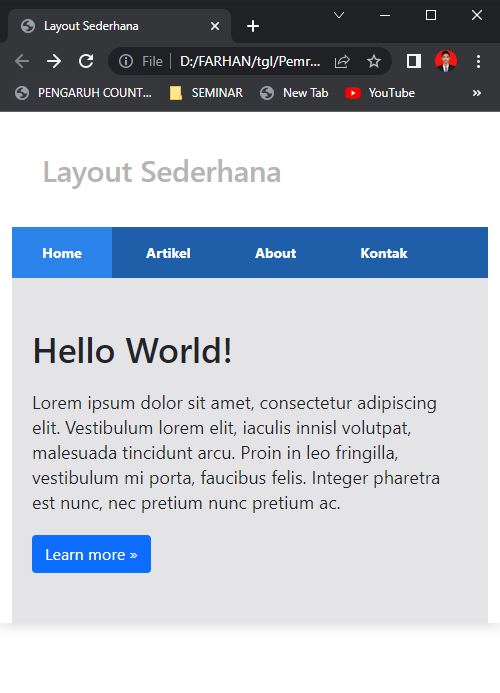 Layout Sederhana
File D:/FARHAN/tgl/Pemr...
PENGARUH COUNT... SEMINAR New Tab YouTube »
Layout Sederhana
Home Artikel About Kontak
Hello World!
Lorem ipsum dolor sit amet, consectetur adipiscing
elit. Vestibulum lorem elit, iaculis innisl volutpat,
malesuada tincidunt arcu. Proin in leo fringilla,
vestibulum mi porta, faucibus felis. Integer pharetra
est nunc, nec pretium nunc pretium ac.
Learn more »